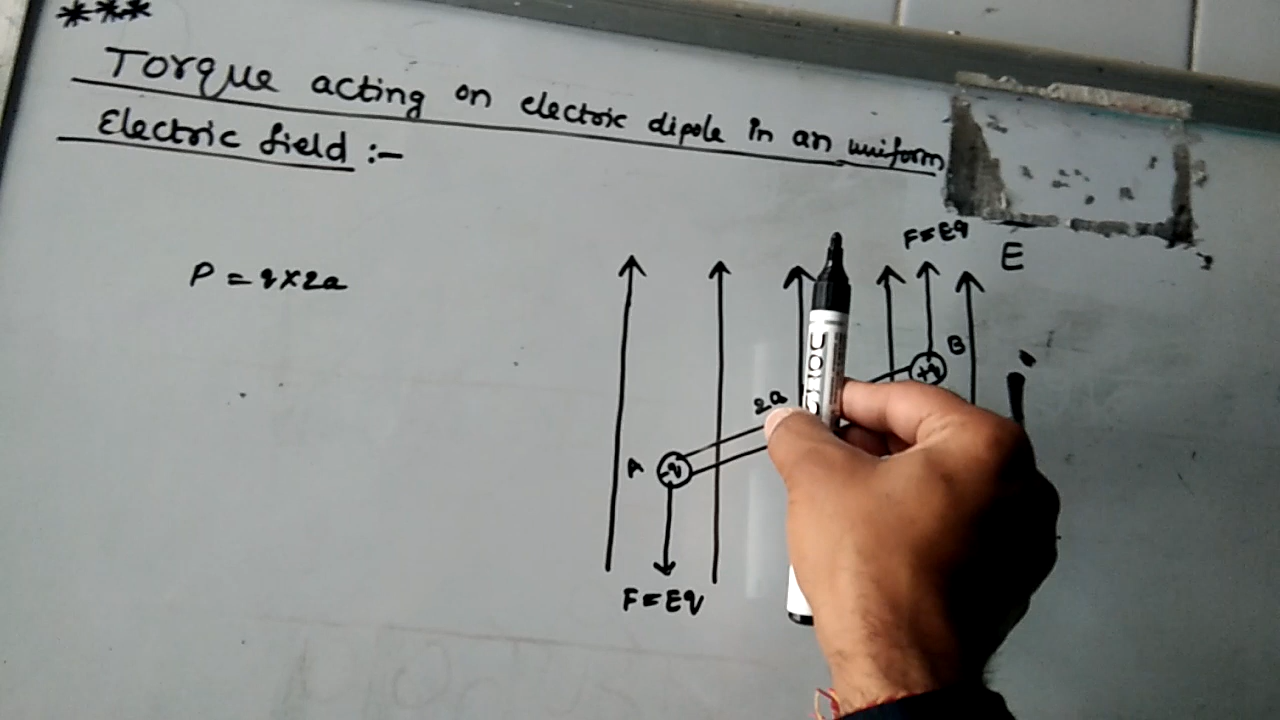 ***
Torque acting on electric dipole in an uniform
Electric field :-
P = q×2a
F=Eq
E
B
+q
2a
A
-q
F=Eq